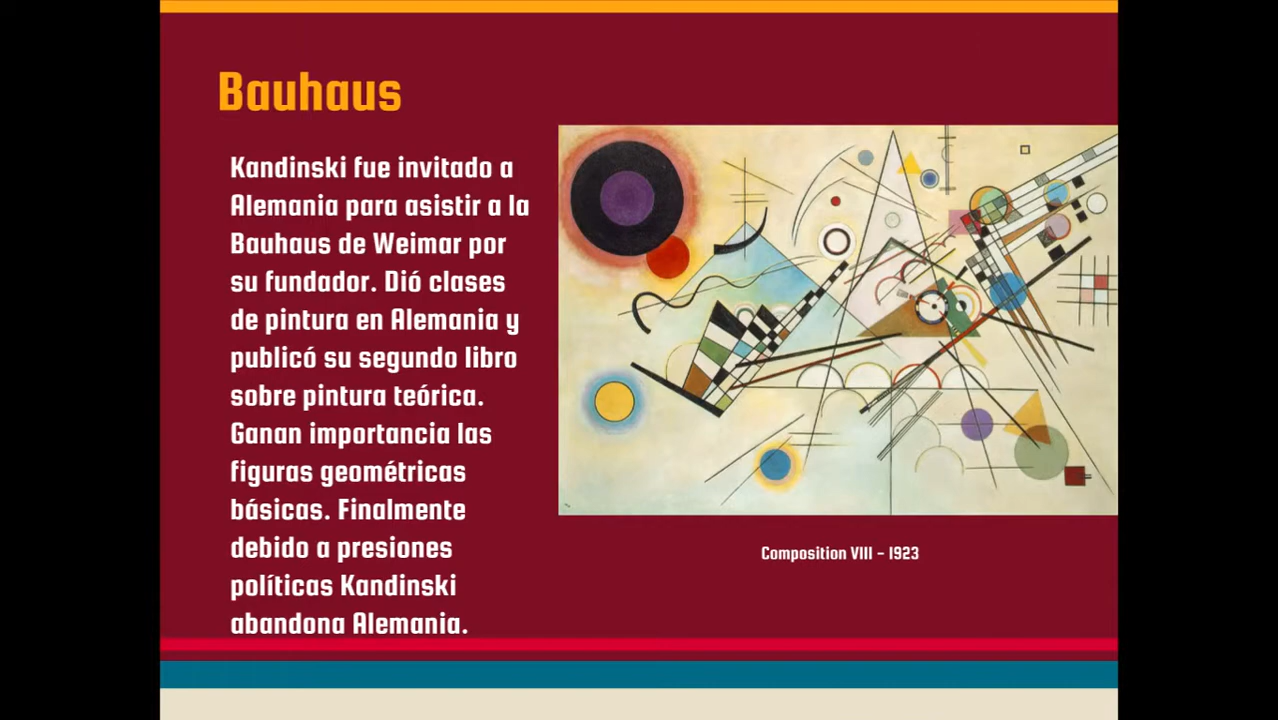 Bauhaus
Kandinski fue invitado a
Alemania para asistir a la
Bauhaus de Weimar por
su fundador. Dió clases
de pintura en Alemania y
publicó su segundo libro
sobre pintura teórica.
Ganan importancia las
figuras geométricas
básicas. Finalmente
debido a presiones
políticas Kandinski
abandona Alemania.
Composition VIII - 1923